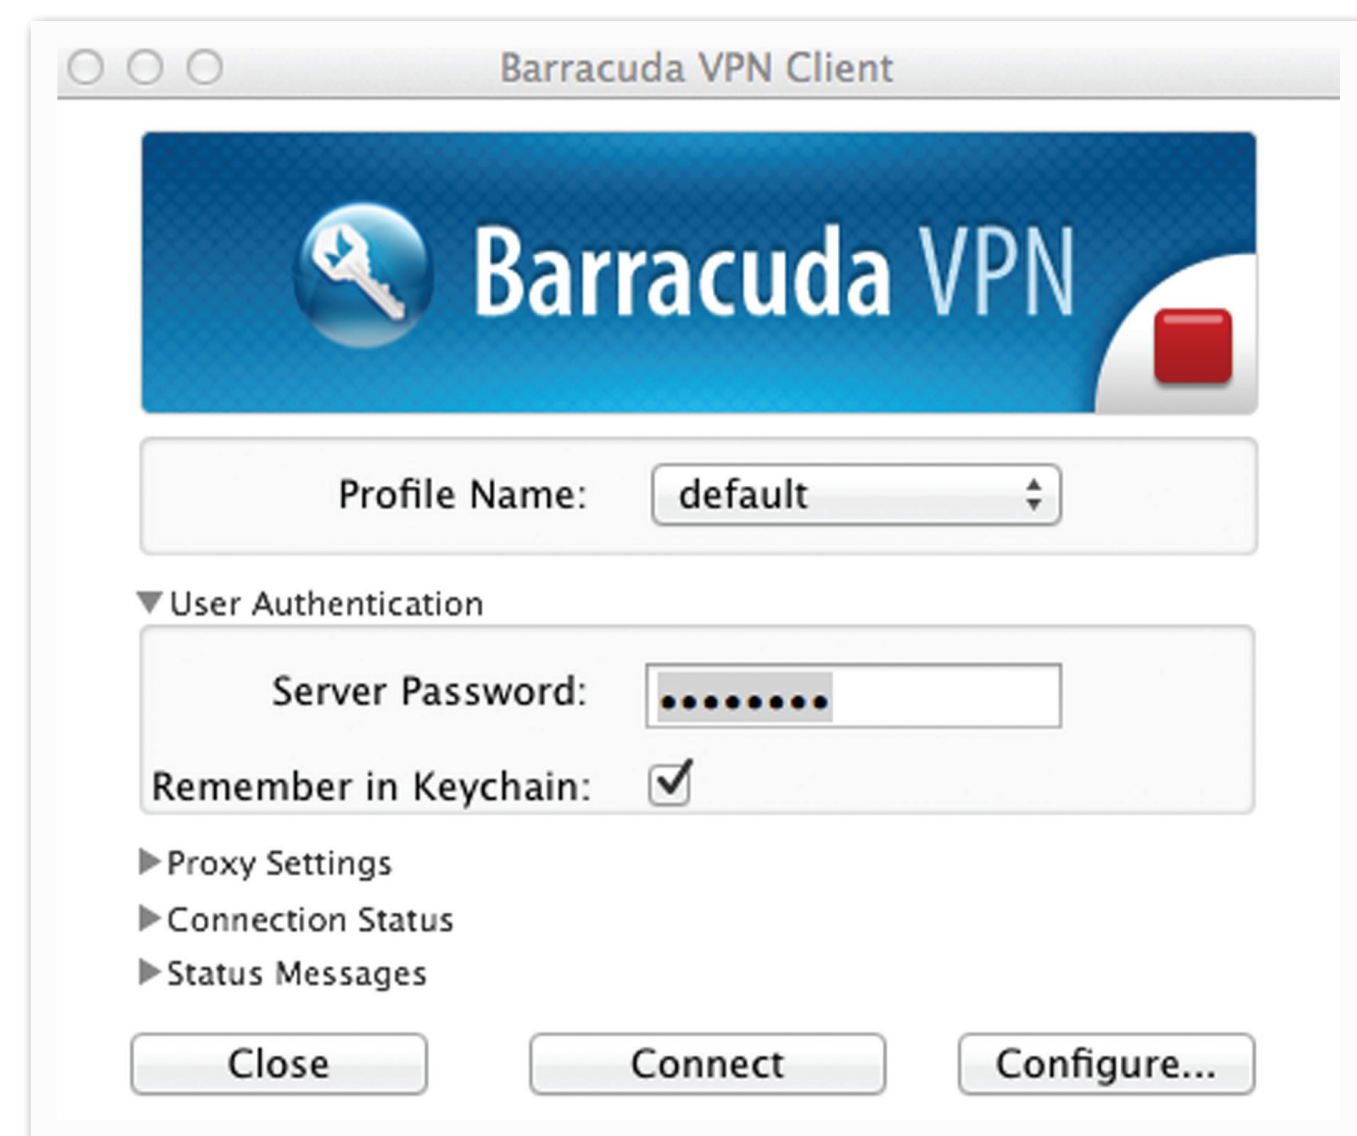 Barracuda VPN Client
Barracuda VPN
Profile Name: default
User Authentication
Server Password: ••••••••
Remember in Keychain:
Proxy Settings
Connection Status
Status Messages
Close Connect Configure...